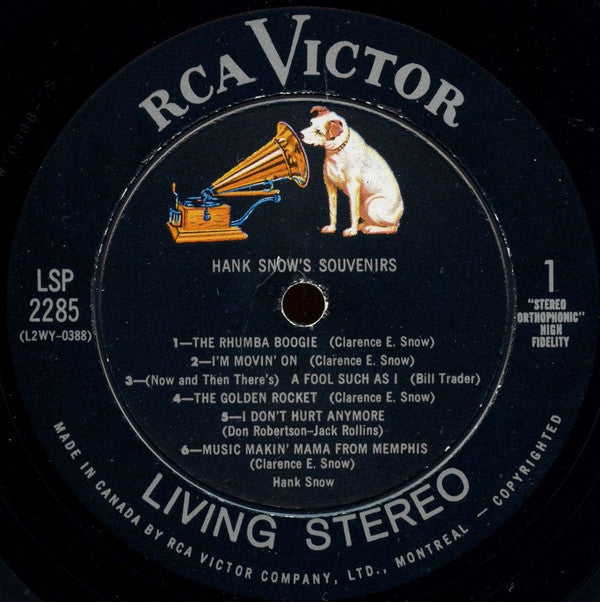 RCA VICTOR
HANK SNOW'S SOUVENIRS
LSP
2285
(L2WY-0388)
1
"STEREO
ORTHOPHONIC"
HIGH
FIDELITY
1—THE RHUMBA BOOGIE (Clarence E. Snow)
2—I'M MOVIN' ON (Clarence E. Snow)
3—(Now and Then There's) A FOOL SUCH AS I (Bill Trader)
4—THE GOLDEN ROCKET (Clarence E. Snow)
5—I DON'T HURT ANYMORE
(Don Robertson–Jack Rollins)
6—MUSIC MAKIN' MAMA FROM MEMPHIS
(Clarence E. Snow)
Hank Snow
LIVING STEREO
MADE IN CANADA BY RCA VICTOR COMPANY, LTD., MONTREAL — COPYRIGHTED